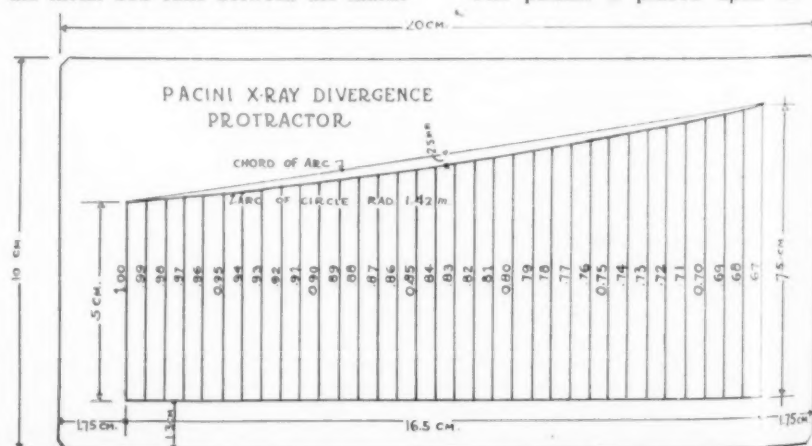 20CM.
PACINI X-RAY DIVERGENCE
PROTRACTOR
.25mm
CHORD OF ARC
ARC OF CIRCLE RAD 1.42 m.
10 CM
.5 CM.
1.00 .99 .98 .97 .96 0.95 .94 .93 .92 .91 0.90 .89 .88 .87 .86 0.85 .84 .83 .82 .81 0.80 .79 .78 .77 .76 0.75 .74 .73 .72 .71 0.70 .69 .68 .67
7.5 CM.
1.75 CM.
1.3CM
16.5 CM.
1.75CM